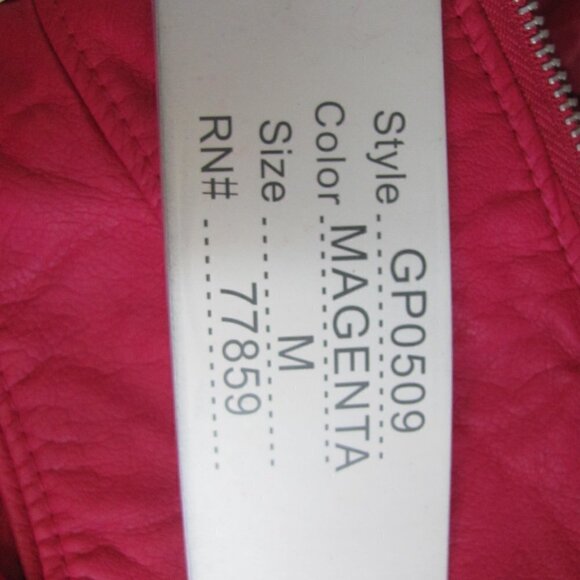 Style GP0509
Color MAGENTA
Size M
RN# 77859